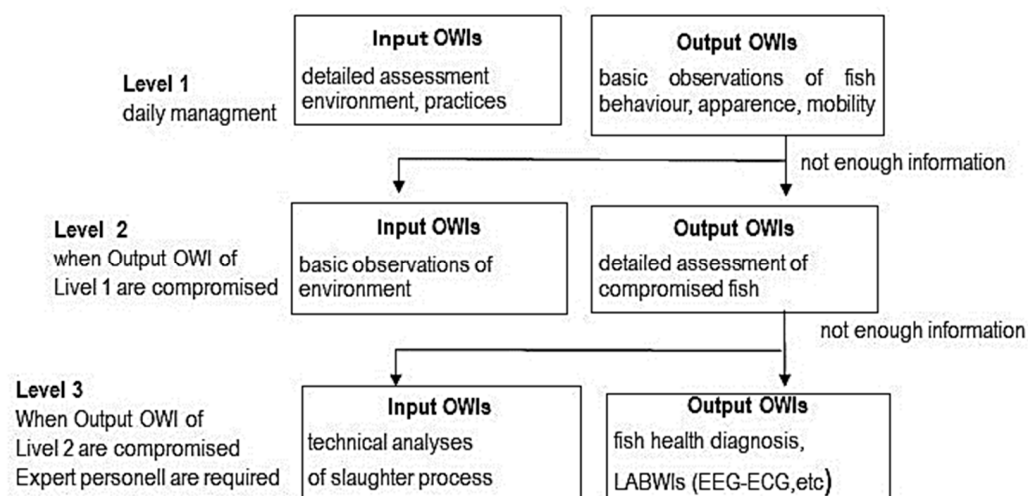 Level 1
daily managment
Input OWIs
detailed assessment
environment, practices
Output OWIs
basic observations of fish
behaviour, apparence, mobility
not enough information
Level 2
when Output OWI of
Livel 1 are compromised
Input OWIs
basic observations of
environment
Output OWIs
detailed assessment of
compromised fish
not enough information
Level 3
When Output OWI of
Livel 2 are compromised
Expert personell are required
Input OWIs
technical analyses
of slaughter process
Output OWIs
fish health diagnosis,
LABWIs (EEG-ECG,etc)